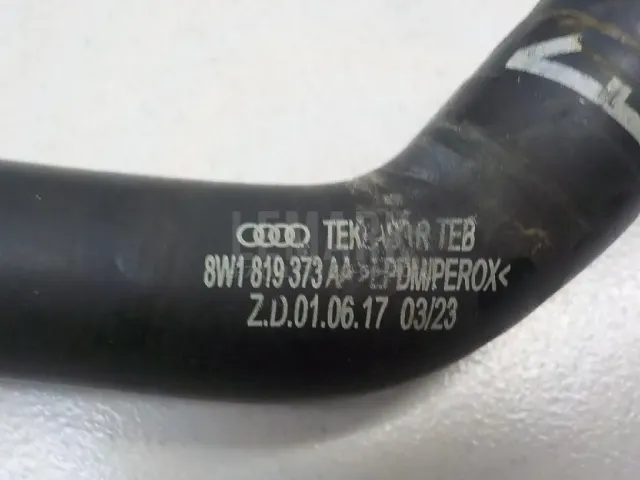 TEB
8W1 819 373 AA >EPDM/PEROX<
Z.D.01.06.17 03/23